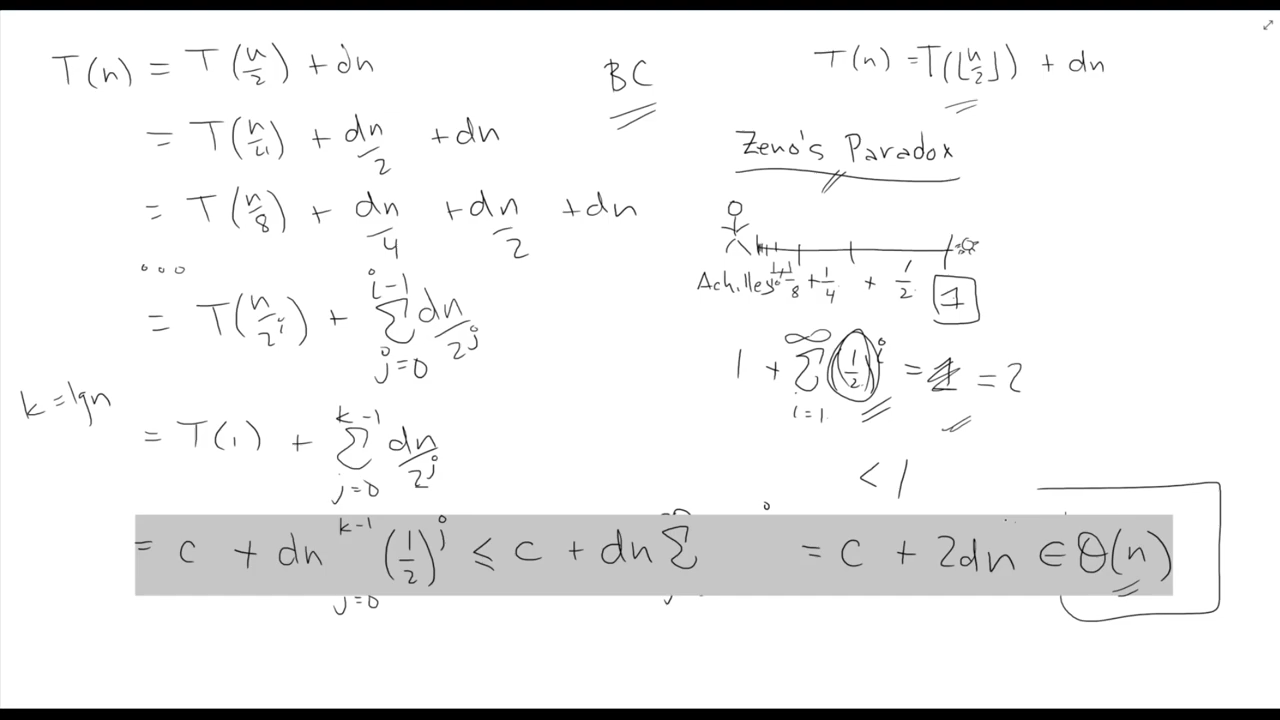 T(n) = T(n/2) + dn
= T(n/4) + dn/2 + dn
= T(n/8) + dn/4 + dn/2 + dn
...
= T(n/2^i) + Σ_{j=0}^{i-1} dn/2^j
k = lgn
= T(1) + Σ_{j=0}^{k-1} dn/2^j
BC
T(n) = T(⌊n/2⌋) + dn
Zeno's Paradox
Achilles 1/8 + 1/4 + 1/2 1
1 + Σ_{i=1}^{∞} (1/2)^i = 1 = 2
< 1
= c + dn Σ_{j=0}^{k-1} (1/2)^j ≤ c + dn Σ = c + 2dn ∈ Θ(n)